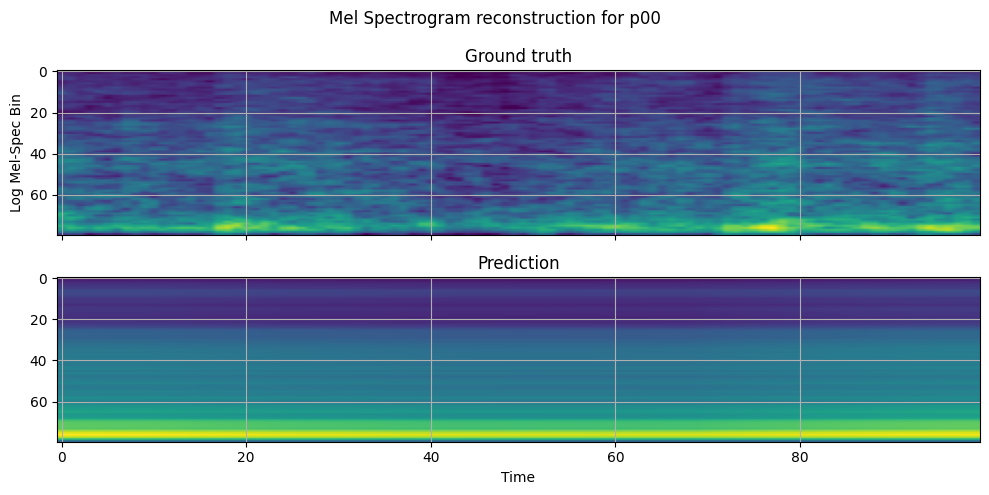 Mel Spectrogram reconstruction for p00
Ground truth
0
20
40
60
Log Mel-Spec Bin
Prediction
0
20
40
60
0 20 40 60 80
Time